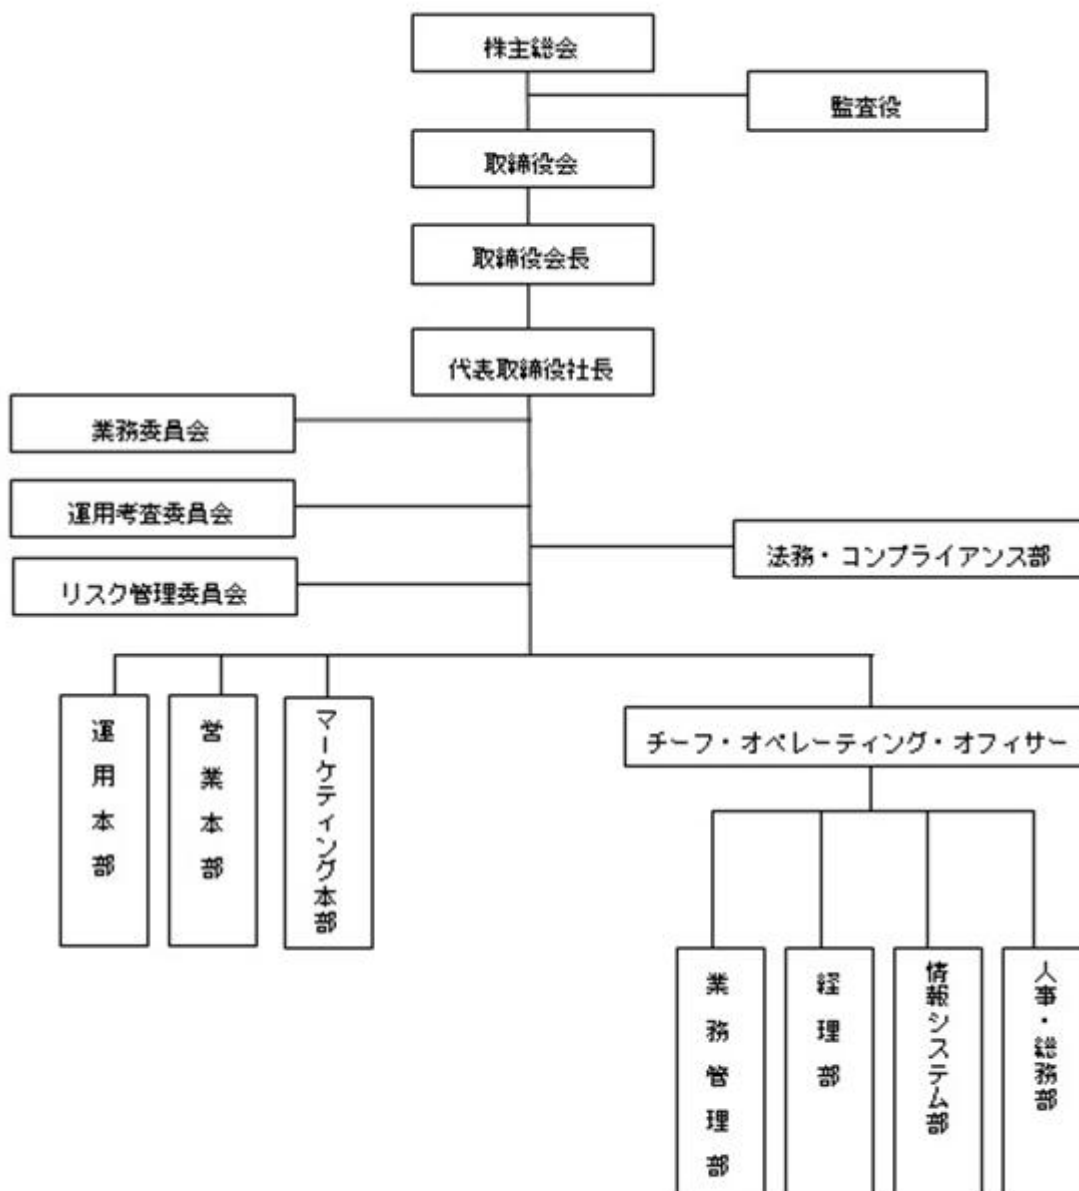 株主総会
監査役
取締役会
取締役会長
代表取締役社長
業務委員会
運用考査委員会
法務・コンプライアンス部
リスク管理委員会
運用本部
営業本部
マーケティング本部
チーフ・オペレーティング・オフィサー
業務管理部
経理部
情報システム部
人事・総務部